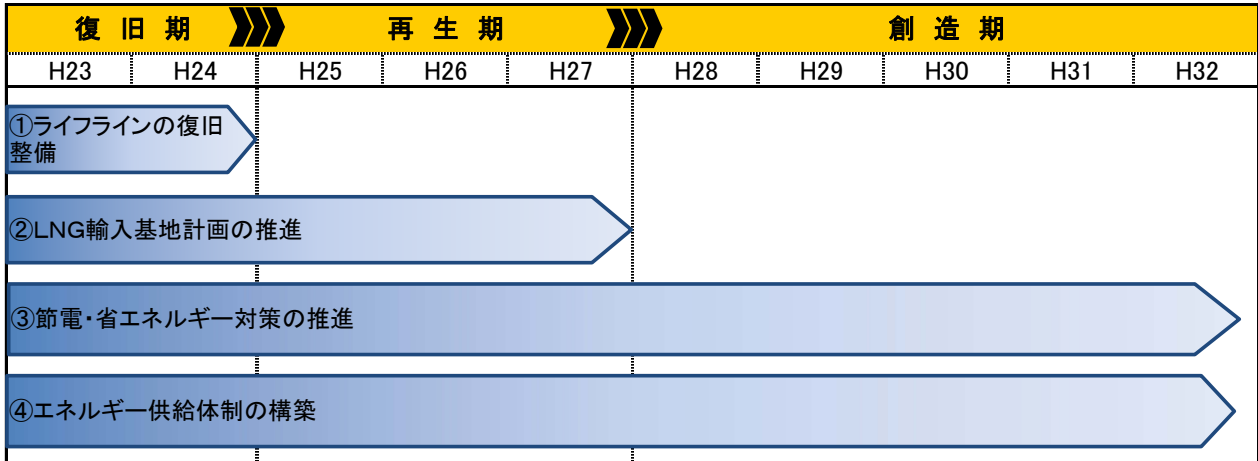 復旧期 再生期 創造期
H23 H24 H25 H26 H27 H28 H29 H30 H31 H32
①ライフラインの復旧
整備
②LNG輸入基地計画の推進
③節電・省エネルギー対策の推進
④エネルギー供給体制の構築